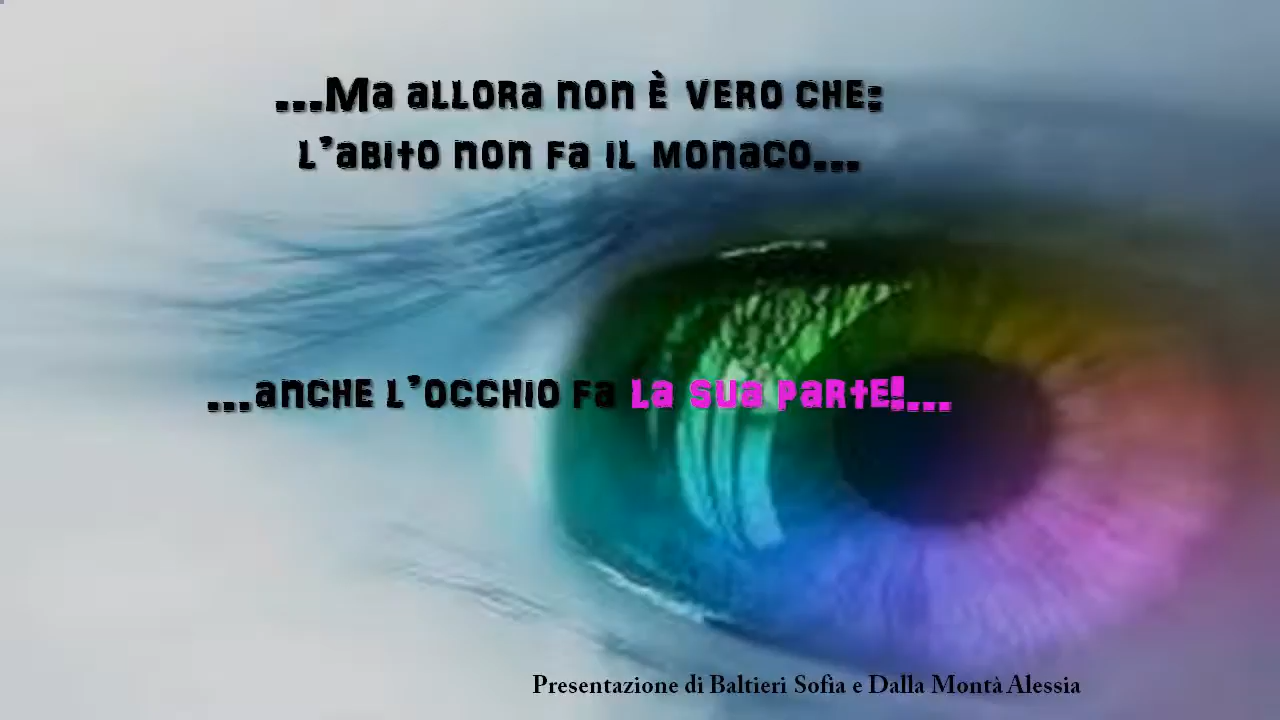 ...Ma allora non è vero che:
l'abito non fa il monaco...
...anche l'occhio fa la sua parte!...
Presentazione di Baltieri Sofia e Dalla Montà Alessia